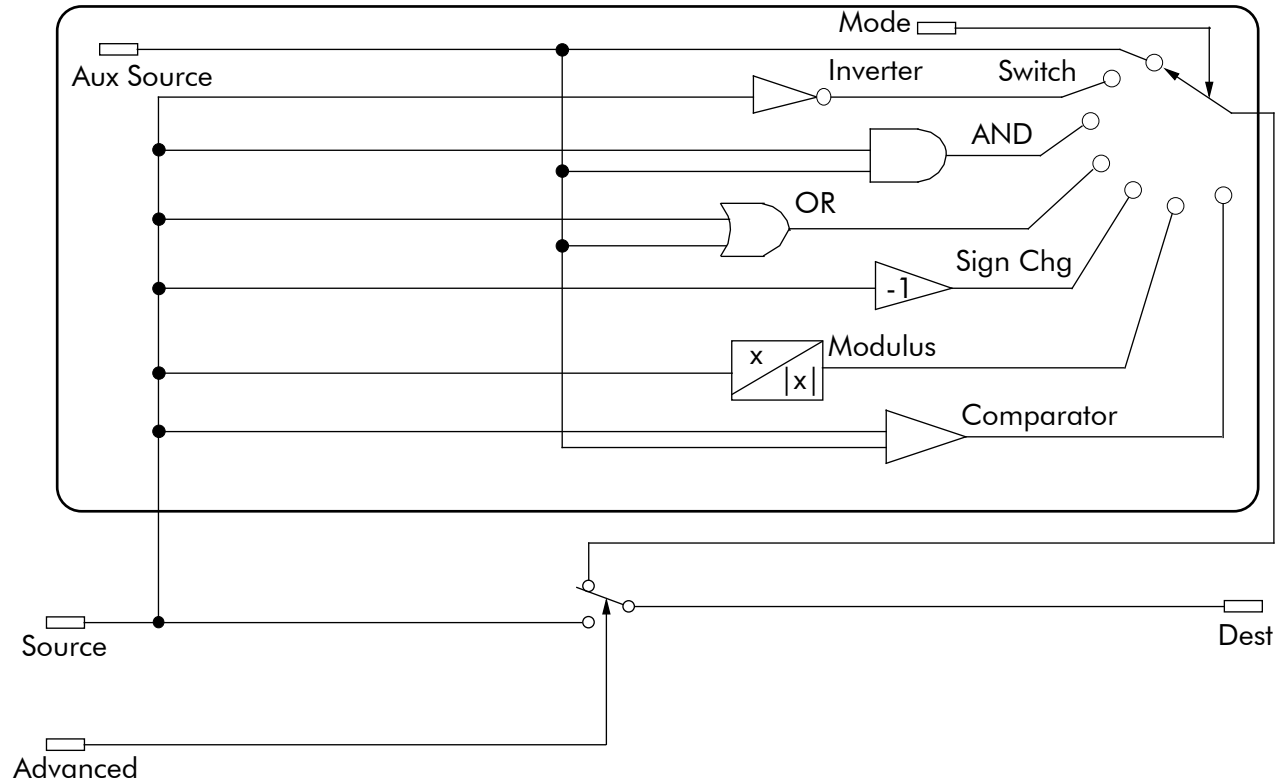 Mode
Aux Source
Inverter
Switch
AND
OR
Sign Chg
-1
Modulus
x
|x|
Comparator
Source
Dest
Advanced